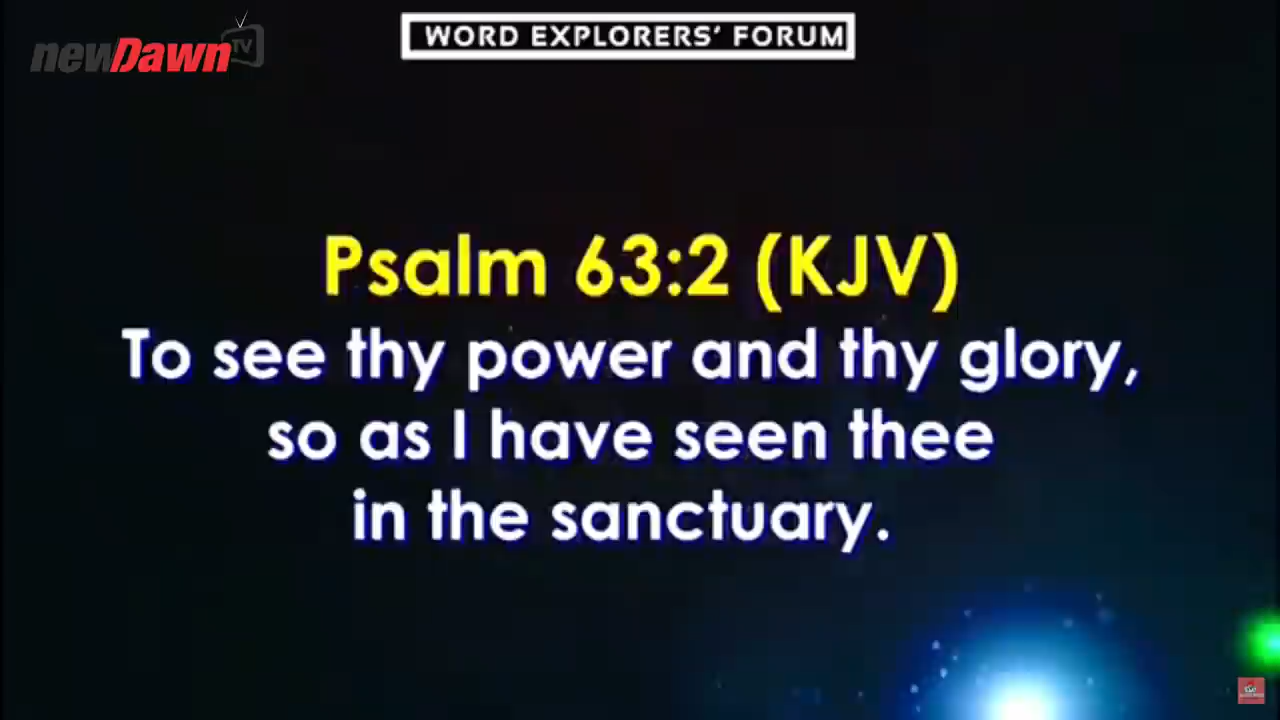 newDawn TV
WORD EXPLORERS' FORUM
Psalm 63:2 (KJV)
To see thy power and thy glory,
so as I have seen thee
in the sanctuary.